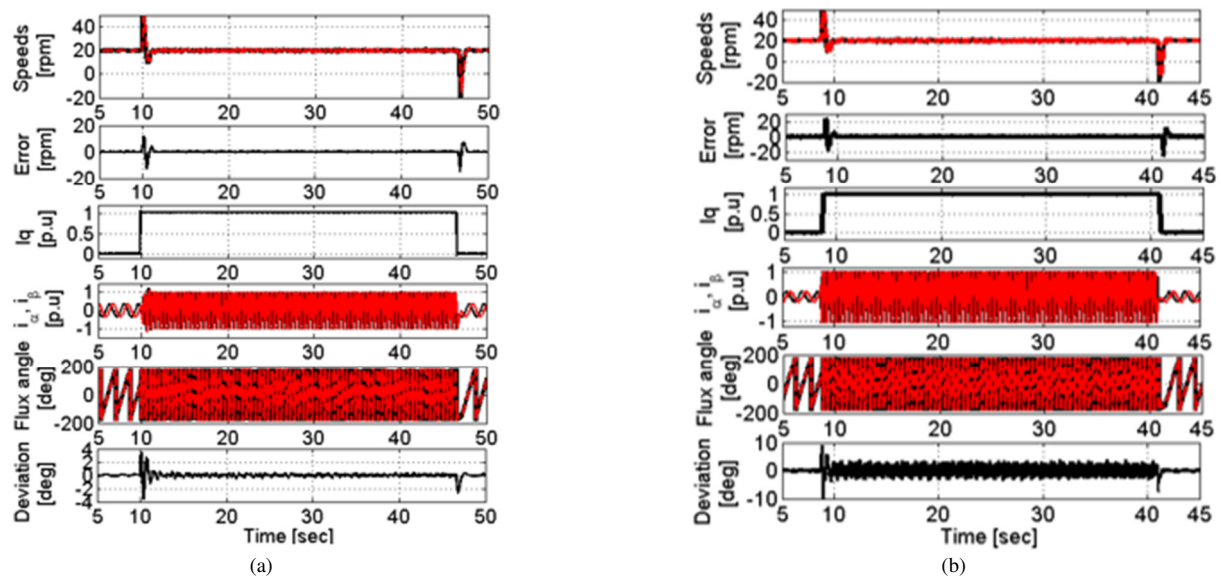 Speeds [rpm]
40
20
0
-20
5 10 20 30 40 50
Error [rpm]
20
0
-20
5 10 20 30 40 50
Iq [p.u]
1
0.5
0
5 10 20 30 40 50
iα, iβ [p.u]
1
0
-1
5 10 20 30 40 50
Flux angle [deg]
200
0
-200
5 10 20 30 40 50
Deviation [deg]
4
2
0
-2
-4
5 10 20 30 40 50
Time [sec]
(a)
Speeds [rpm]
40
20
0
-20
5 10 20 30 40 45
Error [rpm]
20
0
-20
5 10 20 30 40 45
Iq [p.u]
1
0.5
0
5 10 20 30 40 45
iα, iβ [p.u]
1
0
-1
5 10 20 30 40 45
Flux angle [deg]
200
0
-200
5 10 20 30 40 45
Deviation [deg]
10
0
-10
5 10 20 30 40 45
Time [sec]
(b)